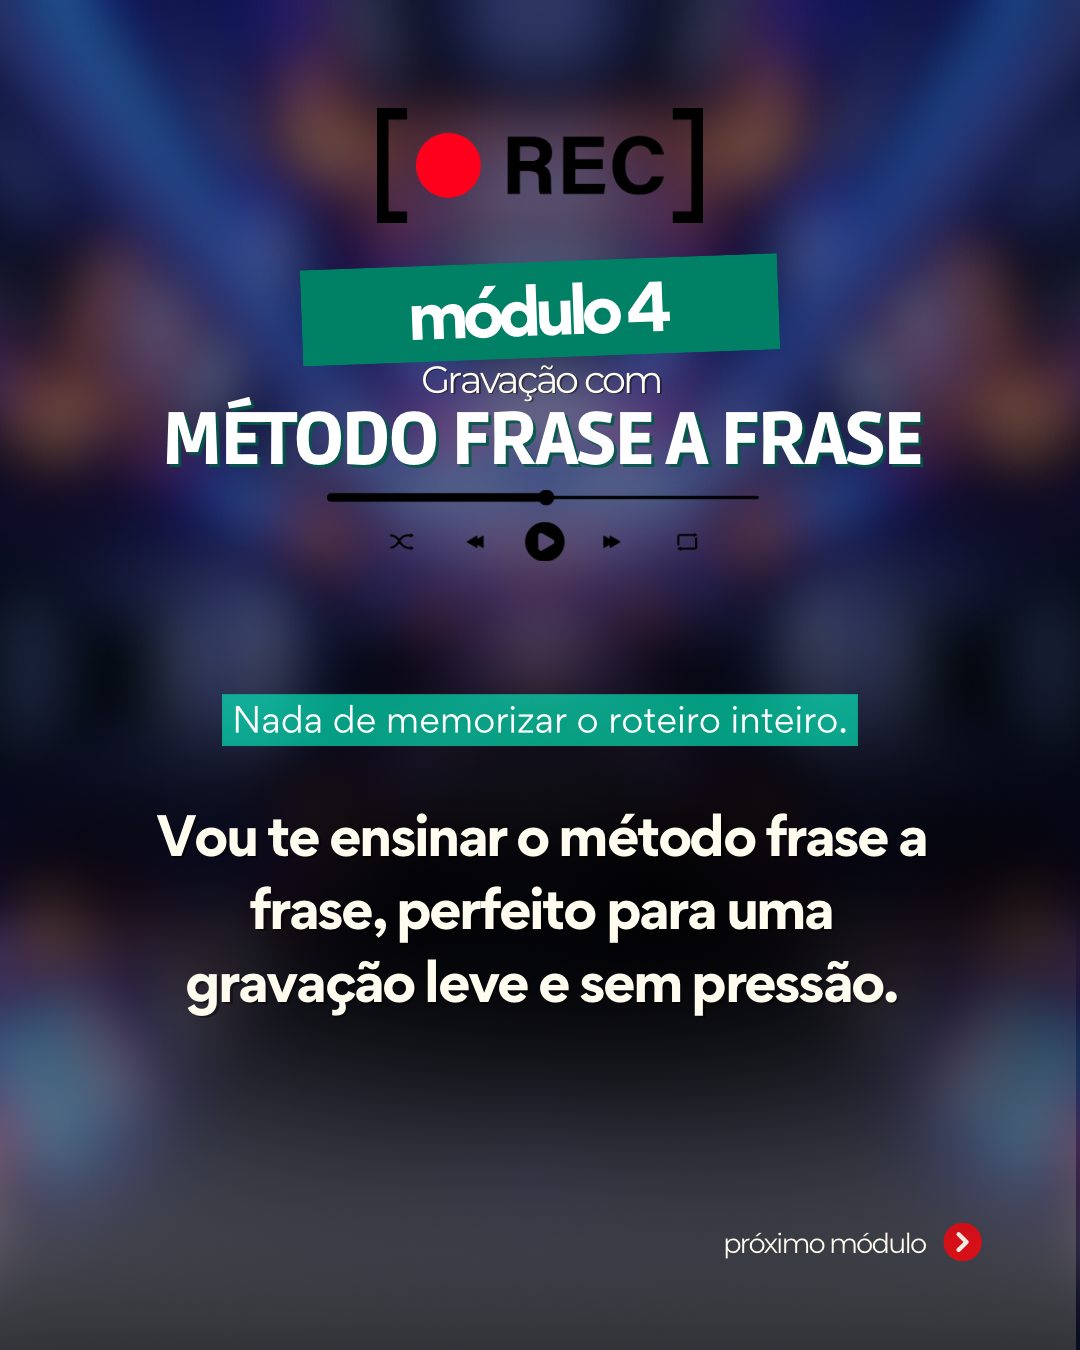 [● REC]
módulo 4
Gravação com
MÉTODO FRASE A FRASE
Nada de memorizar o roteiro inteiro.
Vou te ensinar o método frase a
frase, perfeito para uma
gravação leve e sem pressão.
próximo módulo